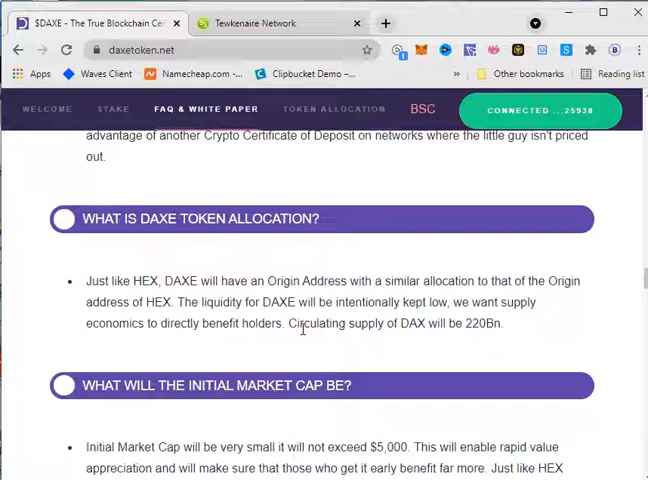 $DAXE - The True Blockchain Cer
Tewkenaire Network
daxetoken.net
Apps
Waves Client
Namecheap.com -...
Clipbucket Demo –...
Other bookmarks
Reading list
WELCOME
STAKE
FAQ & WHITE PAPER
TOKEN ALLOCATION
BSC
CONNECTED ...25938
advantage of another Crypto Certificate of Deposit on networks where the little guy isn't priced
out.
WHAT IS DAXE TOKEN ALLOCATION?
Just like HEX, DAXE will have an Origin Address with a similar allocation to that of the Origin
address of HEX. The liquidity for DAXE will be intentionally kept low, we want supply
economics to directly benefit holders. Circulating supply of DAX will be 220Bn.
WHAT WILL THE INITIAL MARKET CAP BE?
Initial Market Cap will be very small it will not exceed $5,000. This will enable rapid value
appreciation and will make sure that those who get it early benefit far more. Just like HEX